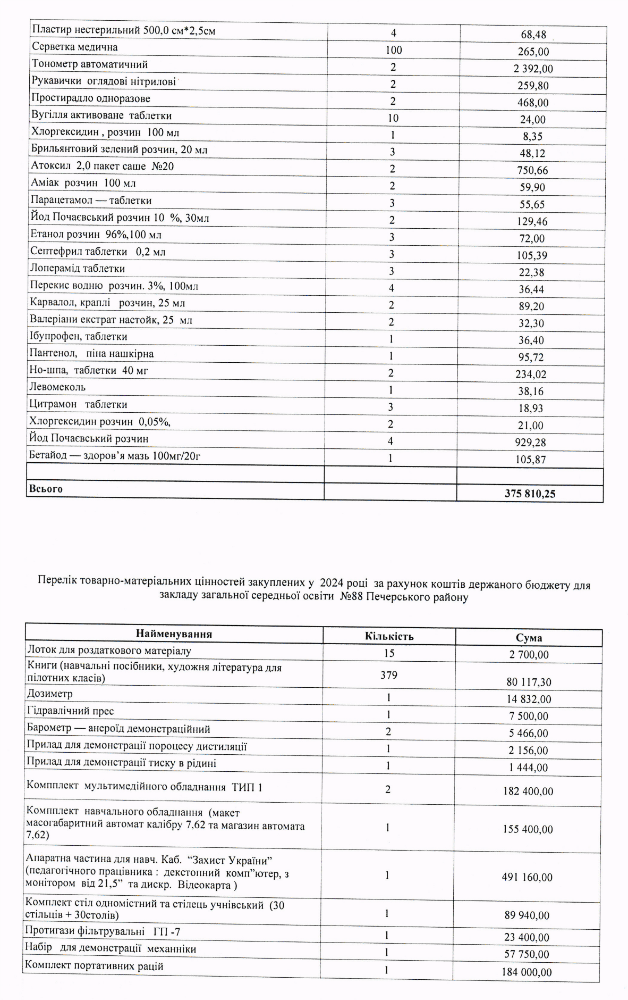 Пластир нестерильний 500,0 см*2,5см 4 68,48
Серветка медична 100 265,00
Тонометр автоматичний 2 2 392,00
Рукавички оглядові нітрилові 2 259,80
Простирадло одноразове 2 468,00
Вугілля активоване таблетки 10 24,00
Хлоргексидин , розчин 100 мл 1 8,35
Брильянтовий зелений розчин, 20 мл 3 48,12
Атоксил 2,0 пакет саше №20 2 750,66
Аміак розчин 100 мл 2 59,90
Парацетамол — таблетки 3 55,65
Йод Почаєвський розчин 10 %, 30мл 2 129,46
Етанол розчин 96%,100 мл 3 72,00
Септефрил таблетки 0,2 мл 3 105,39
Лоперамід таблетки 3 22,38
Перекис водню розчин. 3%, 100мл 4 36,44
Карвалол, краплі розчин, 25 мл 2 89,20
Валеріани екстрат настойк, 25 мл 2 32,30
Ібупрофен, таблетки 1 36,40
Пантенол, піна нашкірна 1 95,72
Но-шпа, таблетки 40 мг 2 234,02
Левомеколь 1 38,16
Цитрамон таблетки 3 18,93
Хлоргексидин розчин 0,05%, 2 21,00
Йод Почаєвський розчин 4 929,28
Бетайод — здоров’я мазь 100мг/20г 1 105,87
Всього 375 810,25
Перелік товарно-матеріальних цінностей закуплених у 2024 році за рахунок коштів держаного бюджету для
закладу загальної середньої освіти №88 Печерського району
Найменування Кількість Сума
Лоток для роздаткового матеріалу 15 2 700,00
Книги (навчальні посібники, художня література для
пілотних класів) 379 80 117,30
Дозиметр 1 14 832,00
Гідравлічний прес 1 7 500,00
Барометр — анероїд демонстраційний 2 5 466,00
Прилад для демонстрації пороцесу дистиляції 1 2 156,00
Прилад для демонстрації тиску в рідині 1 1 444,00
Компплект мультимедійного обладнання ТИП 1 2 182 400,00
Компплект навчального обладнання (макет
масогабаритний автомат калібру 7,62 та магазин автомата
7,62) 1 155 400,00
Апаратна частина для навч. Каб. “Захист України”
(педагогічного працівника : декстопний комп”ютер, з
монітором від 21,5” та дискр. Відеокарта ) 1 491 160,00
Комплект стіл одномістний та стілець учнівський (30
стільців + 30столів) 1 89 940,00
Протигази фільтрувальні ГП -7 1 23 400,00
Набір для демонстрації механніки 1 57 750,00
Комплект портативних рацій 1 184 000,00